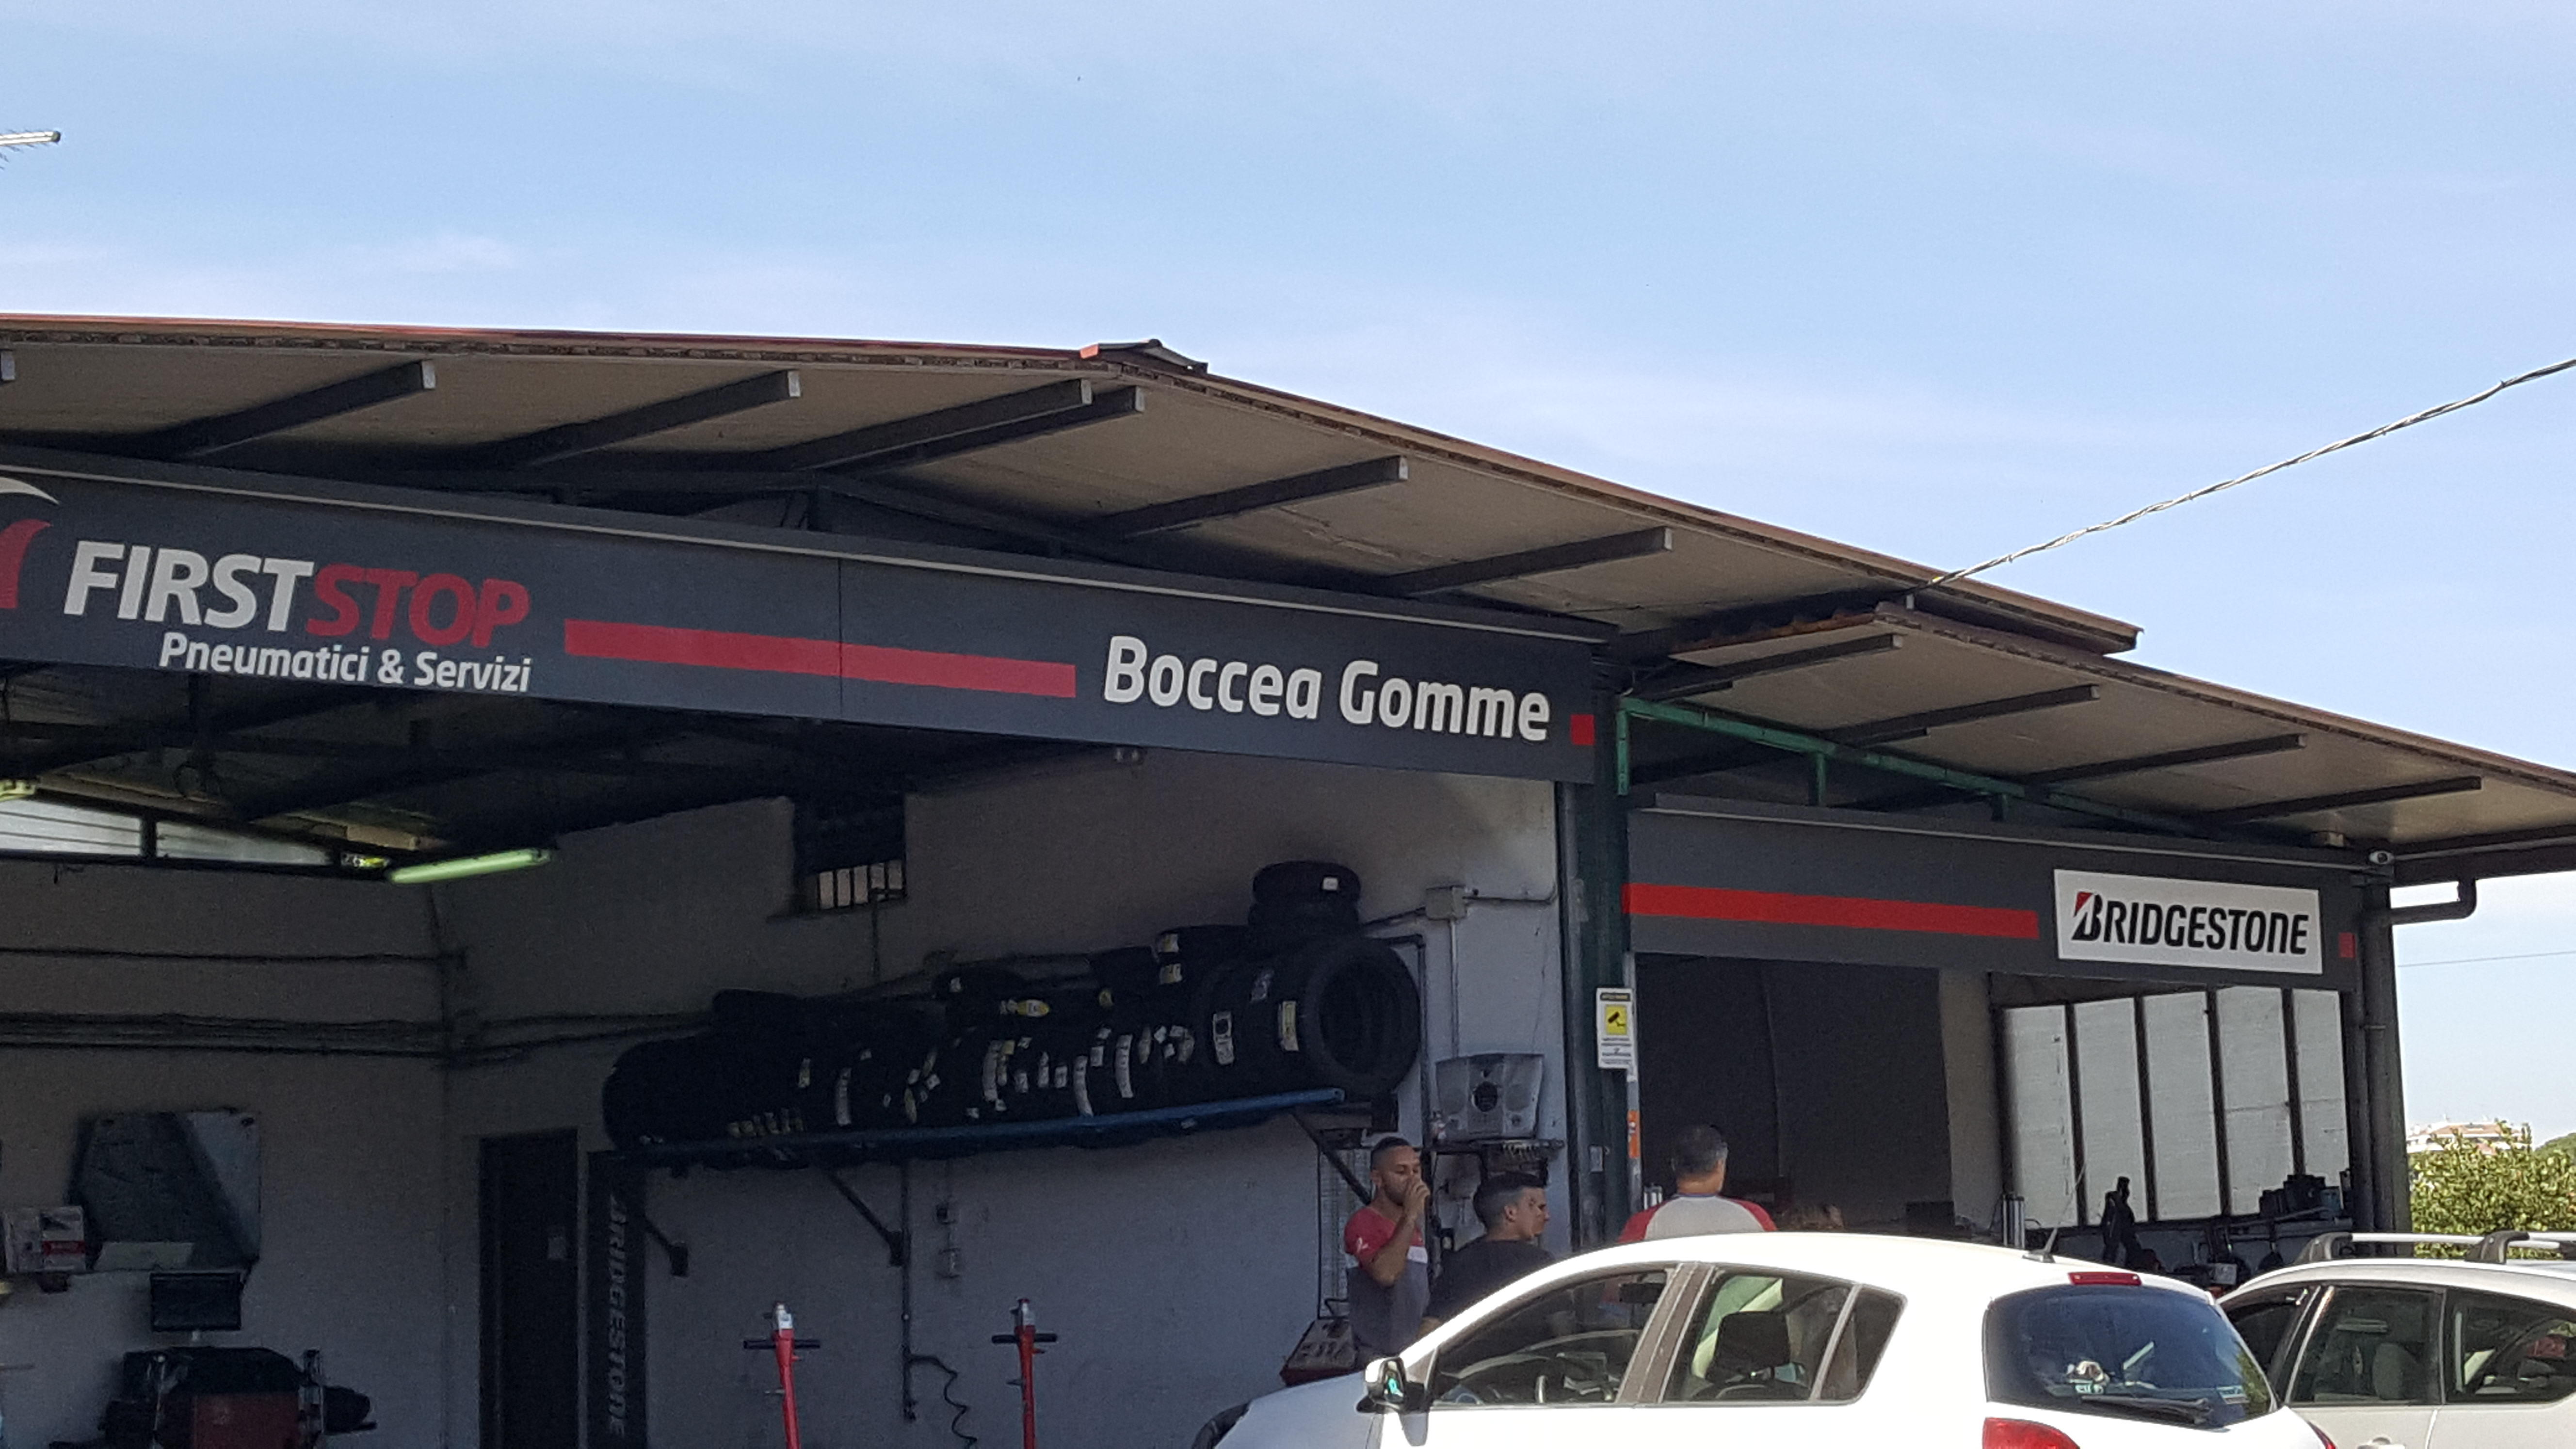 FIRSTSTOP
Pneumatici & Servizi
Boccea Gomme
BRIDGESTONE
BRIDGESTONE